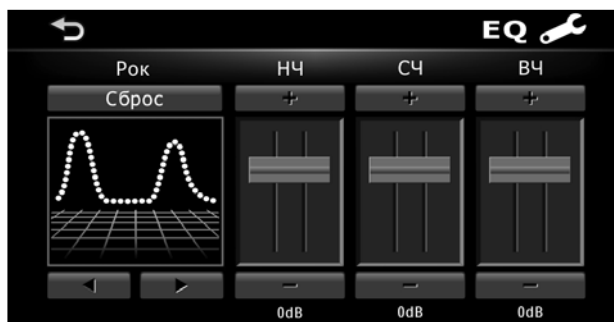 EQ
Рок НЧ СЧ ВЧ
Сброс + + +
− − −
0dB 0dB 0dB